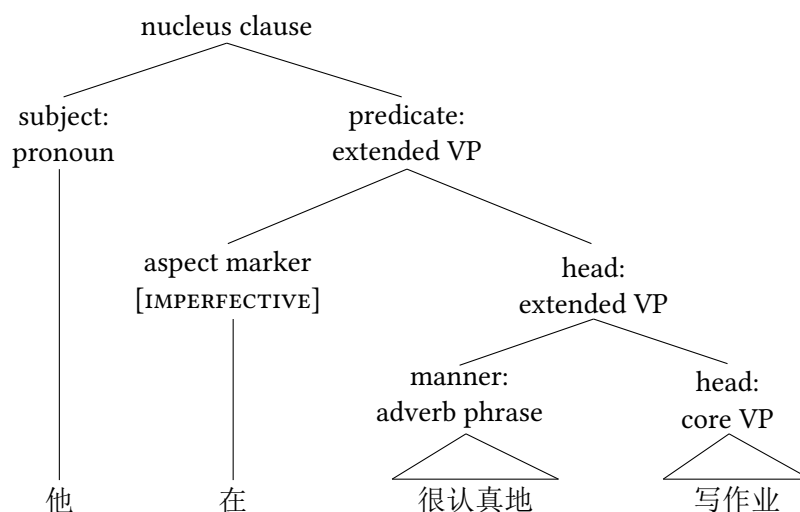 nucleus clause
subject:
pronoun
predicate:
extended VP
aspect marker
[IMPERFECTIVE]
head:
extended VP
manner:
adverb phrase
head:
core VP
他
在
很认真地
写作业